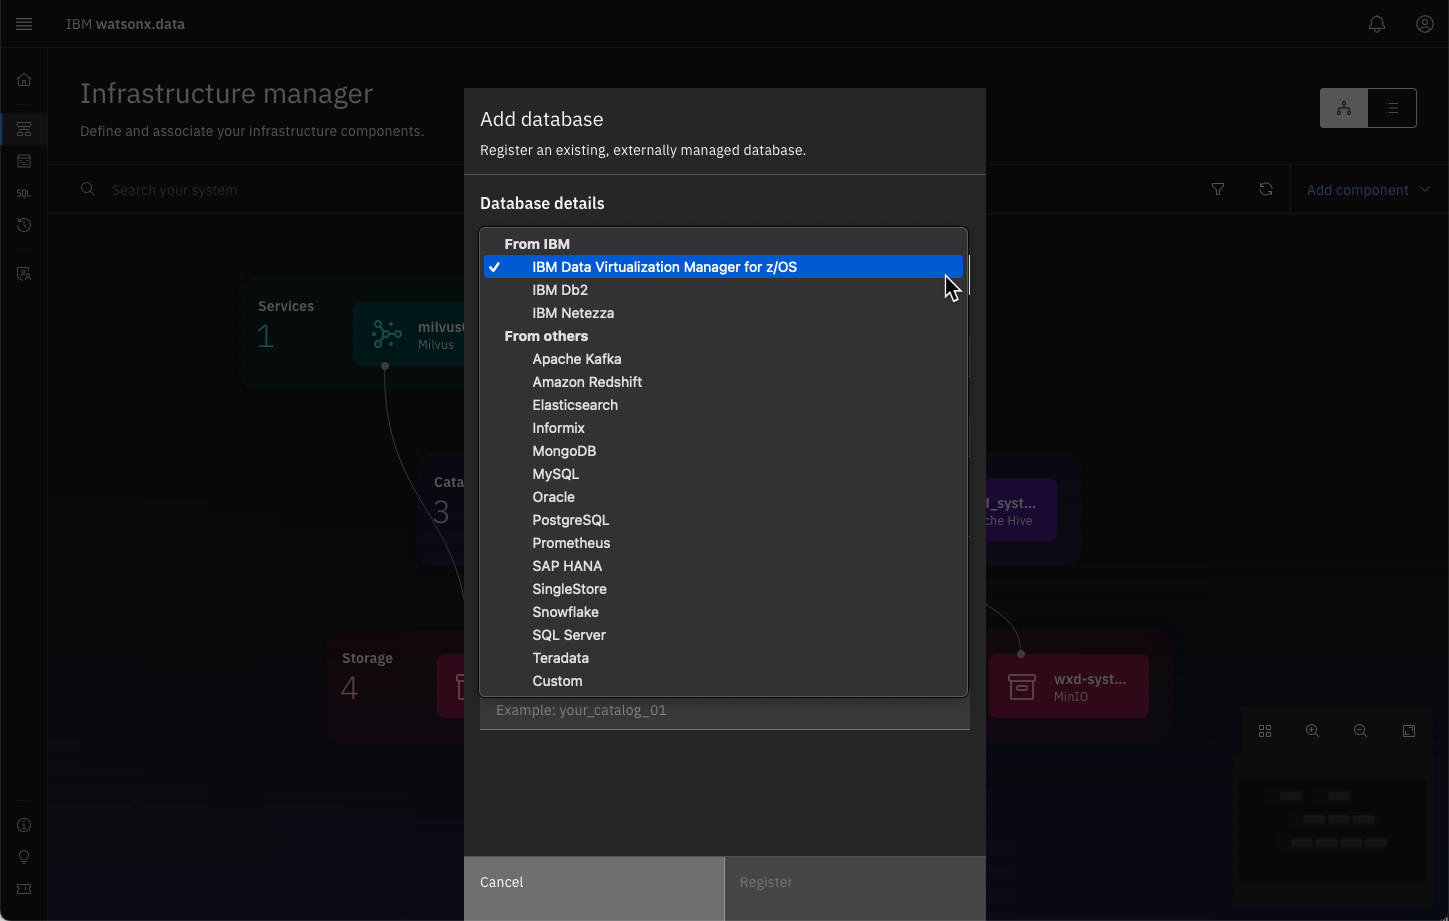 IBM watsonx.data
Infrastructure manager
Define and associate your infrastructure components.
Search your system
Add component
SQL
Services
1
milvus
Milvus
Cata
3
d_syst...
che Hive
Storage
4
wxd-syst...
MinIO
Add database
Register an existing, externally managed database.
Database details
From IBM
✓ IBM Data Virtualization Manager for z/OS
IBM Db2
IBM Netezza
From others
Apache Kafka
Amazon Redshift
Elasticsearch
Informix
MongoDB
MySQL
Oracle
PostgreSQL
Prometheus
SAP HANA
SingleStore
Snowflake
SQL Server
Teradata
Custom
Example: your_catalog_01
Cancel
Register